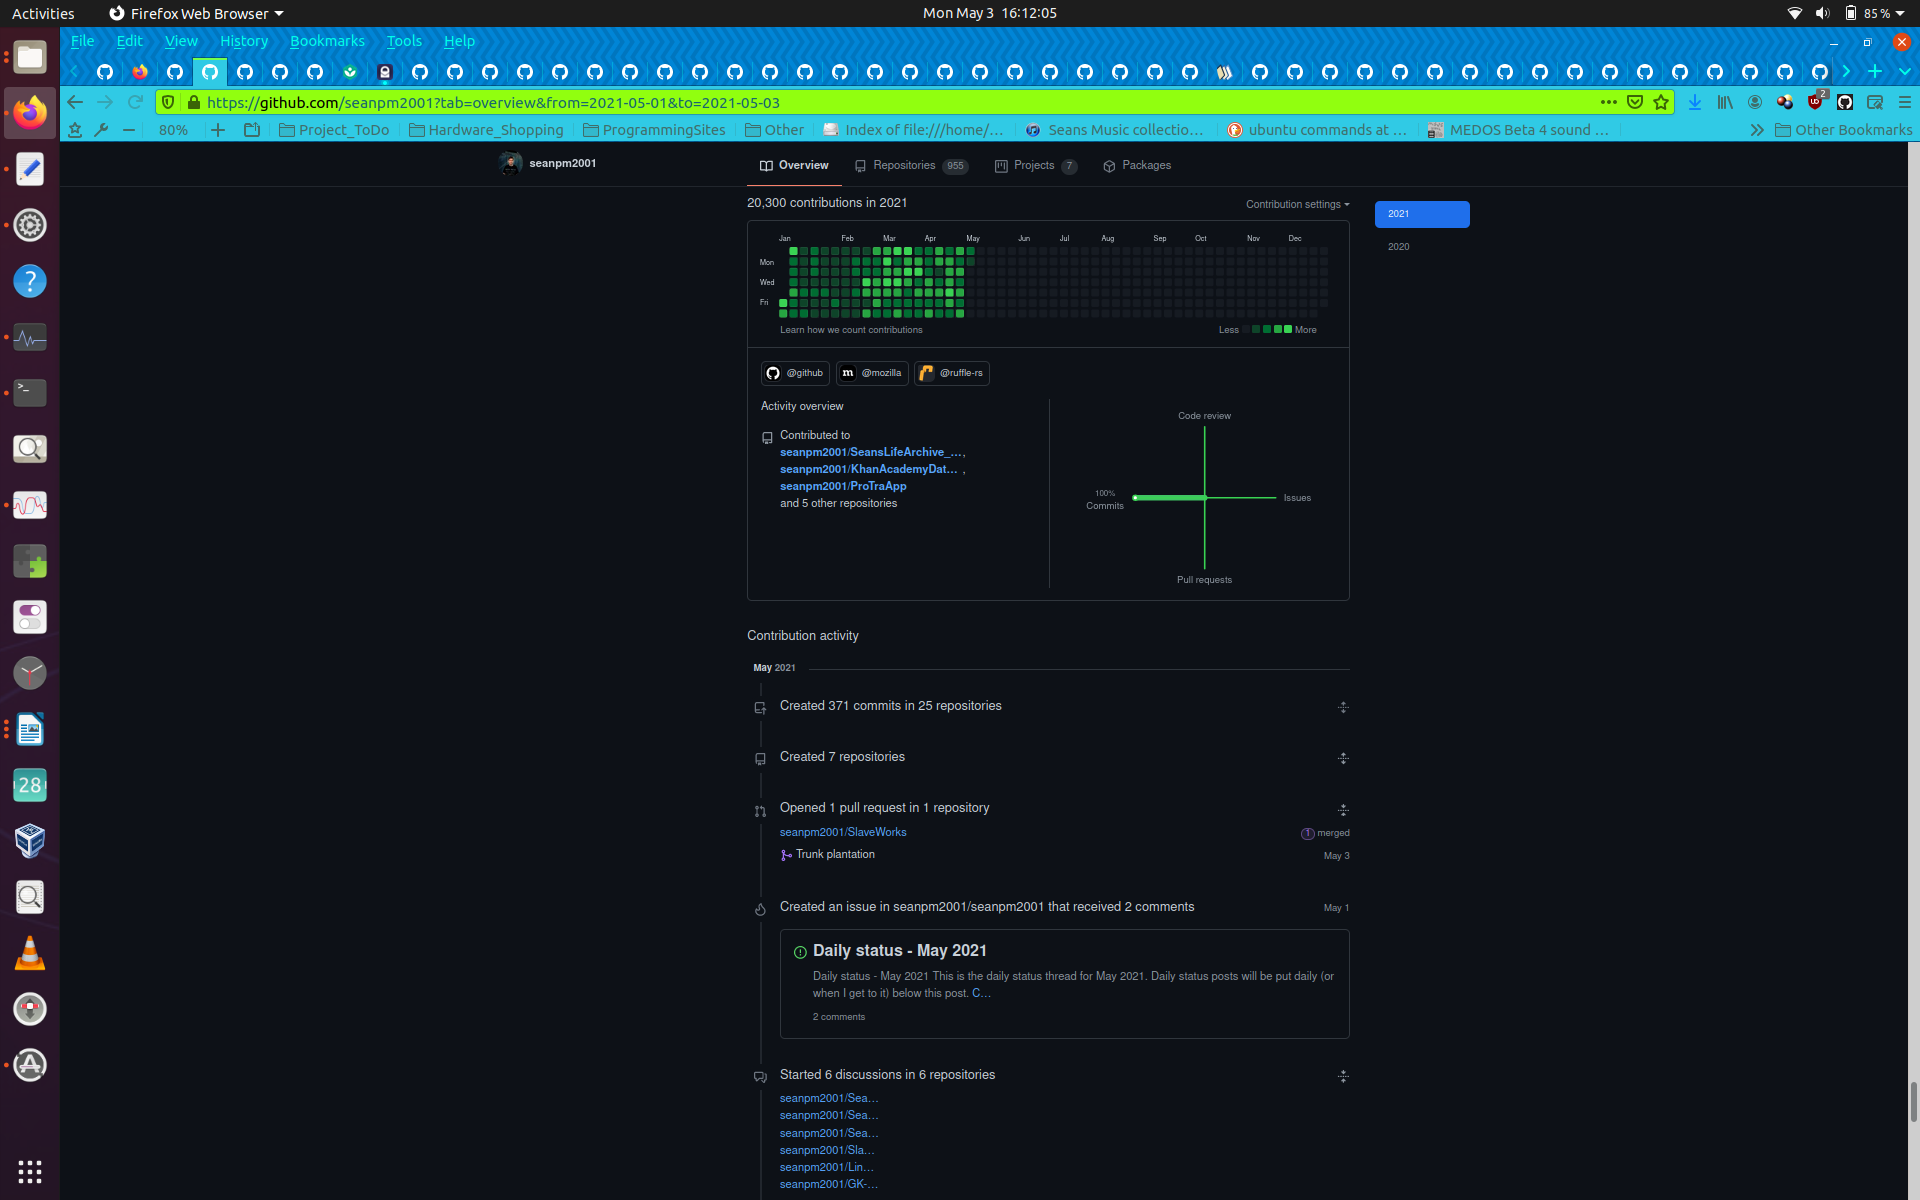 Activities
Firefox Web Browser
Mon May 3 16:12:05
85 %
File Edit View History Bookmarks Tools Help
https://github.com/seanpm2001?tab=overview&from=2021-05-01&to=2021-05-03
2
80%
Project_ToDo
Hardware_Shopping
ProgrammingSites
Other
Index of file:///home/...
Seans Music collectio...
ubuntu commands at ...
MEDOS Beta 4 sound ...
Other Bookmarks
seanpm2001
Overview
Repositories 955
Projects 7
Packages
20,300 contributions in 2021
Contribution settings
2021
2020
Jan Feb Mar Apr May Jun Jul Aug Sep Oct Nov Dec
Mon
Wed
Fri
Learn how we count contributions
Less More
@github
@mozilla
@ruffle-rs
Activity overview
Contributed to
seanpm2001/SeansLifeArchive_...,
seanpm2001/KhanAcademyDat... ,
seanpm2001/ProTraApp
and 5 other repositories
Code review
100%
Commits
Issues
Pull requests
Contribution activity
May 2021
Created 371 commits in 25 repositories
Created 7 repositories
Opened 1 pull request in 1 repository
seanpm2001/SlaveWorks
1 merged
Trunk plantation
May 3
Created an issue in seanpm2001/seanpm2001 that received 2 comments
May 1
Daily status - May 2021
Daily status - May 2021 This is the daily status thread for May 2021. Daily status posts will be put daily (or
when I get to it) below this post. C...
2 comments
Started 6 discussions in 6 repositories
seanpm2001/Sea...
seanpm2001/Sea...
seanpm2001/Sea...
seanpm2001/Sla...
seanpm2001/Lin...
seanpm2001/GK-...
28